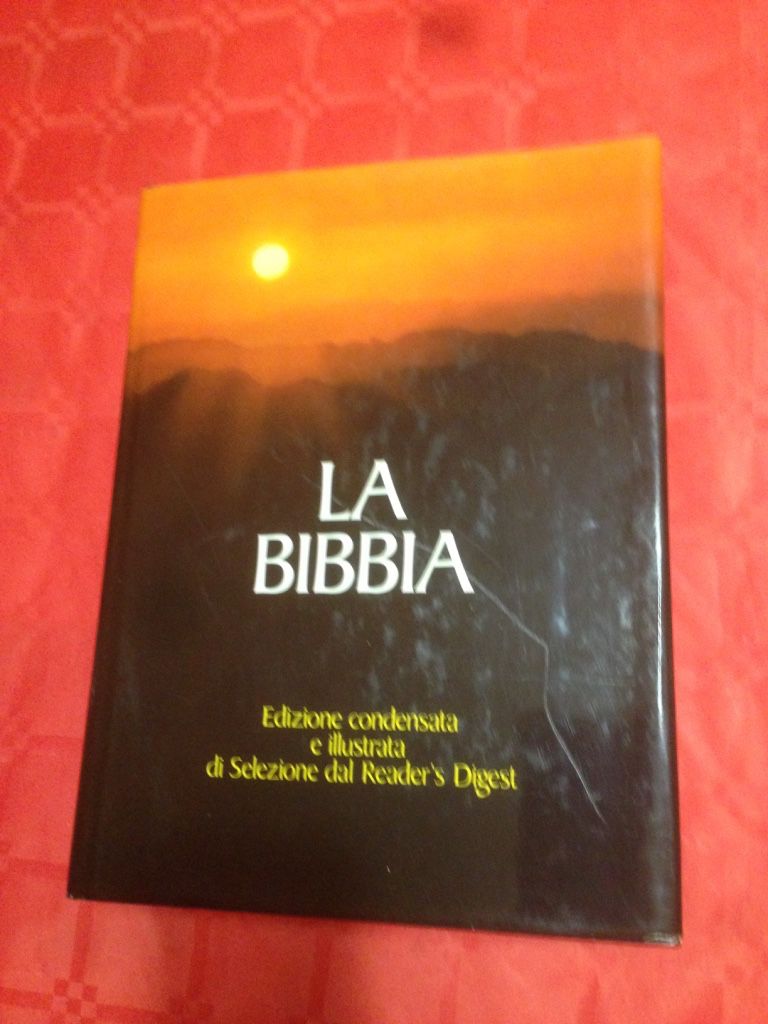 LA
BIBBIA
Edizione condensata
e illustrata
di Selezione dal Reader's Digest